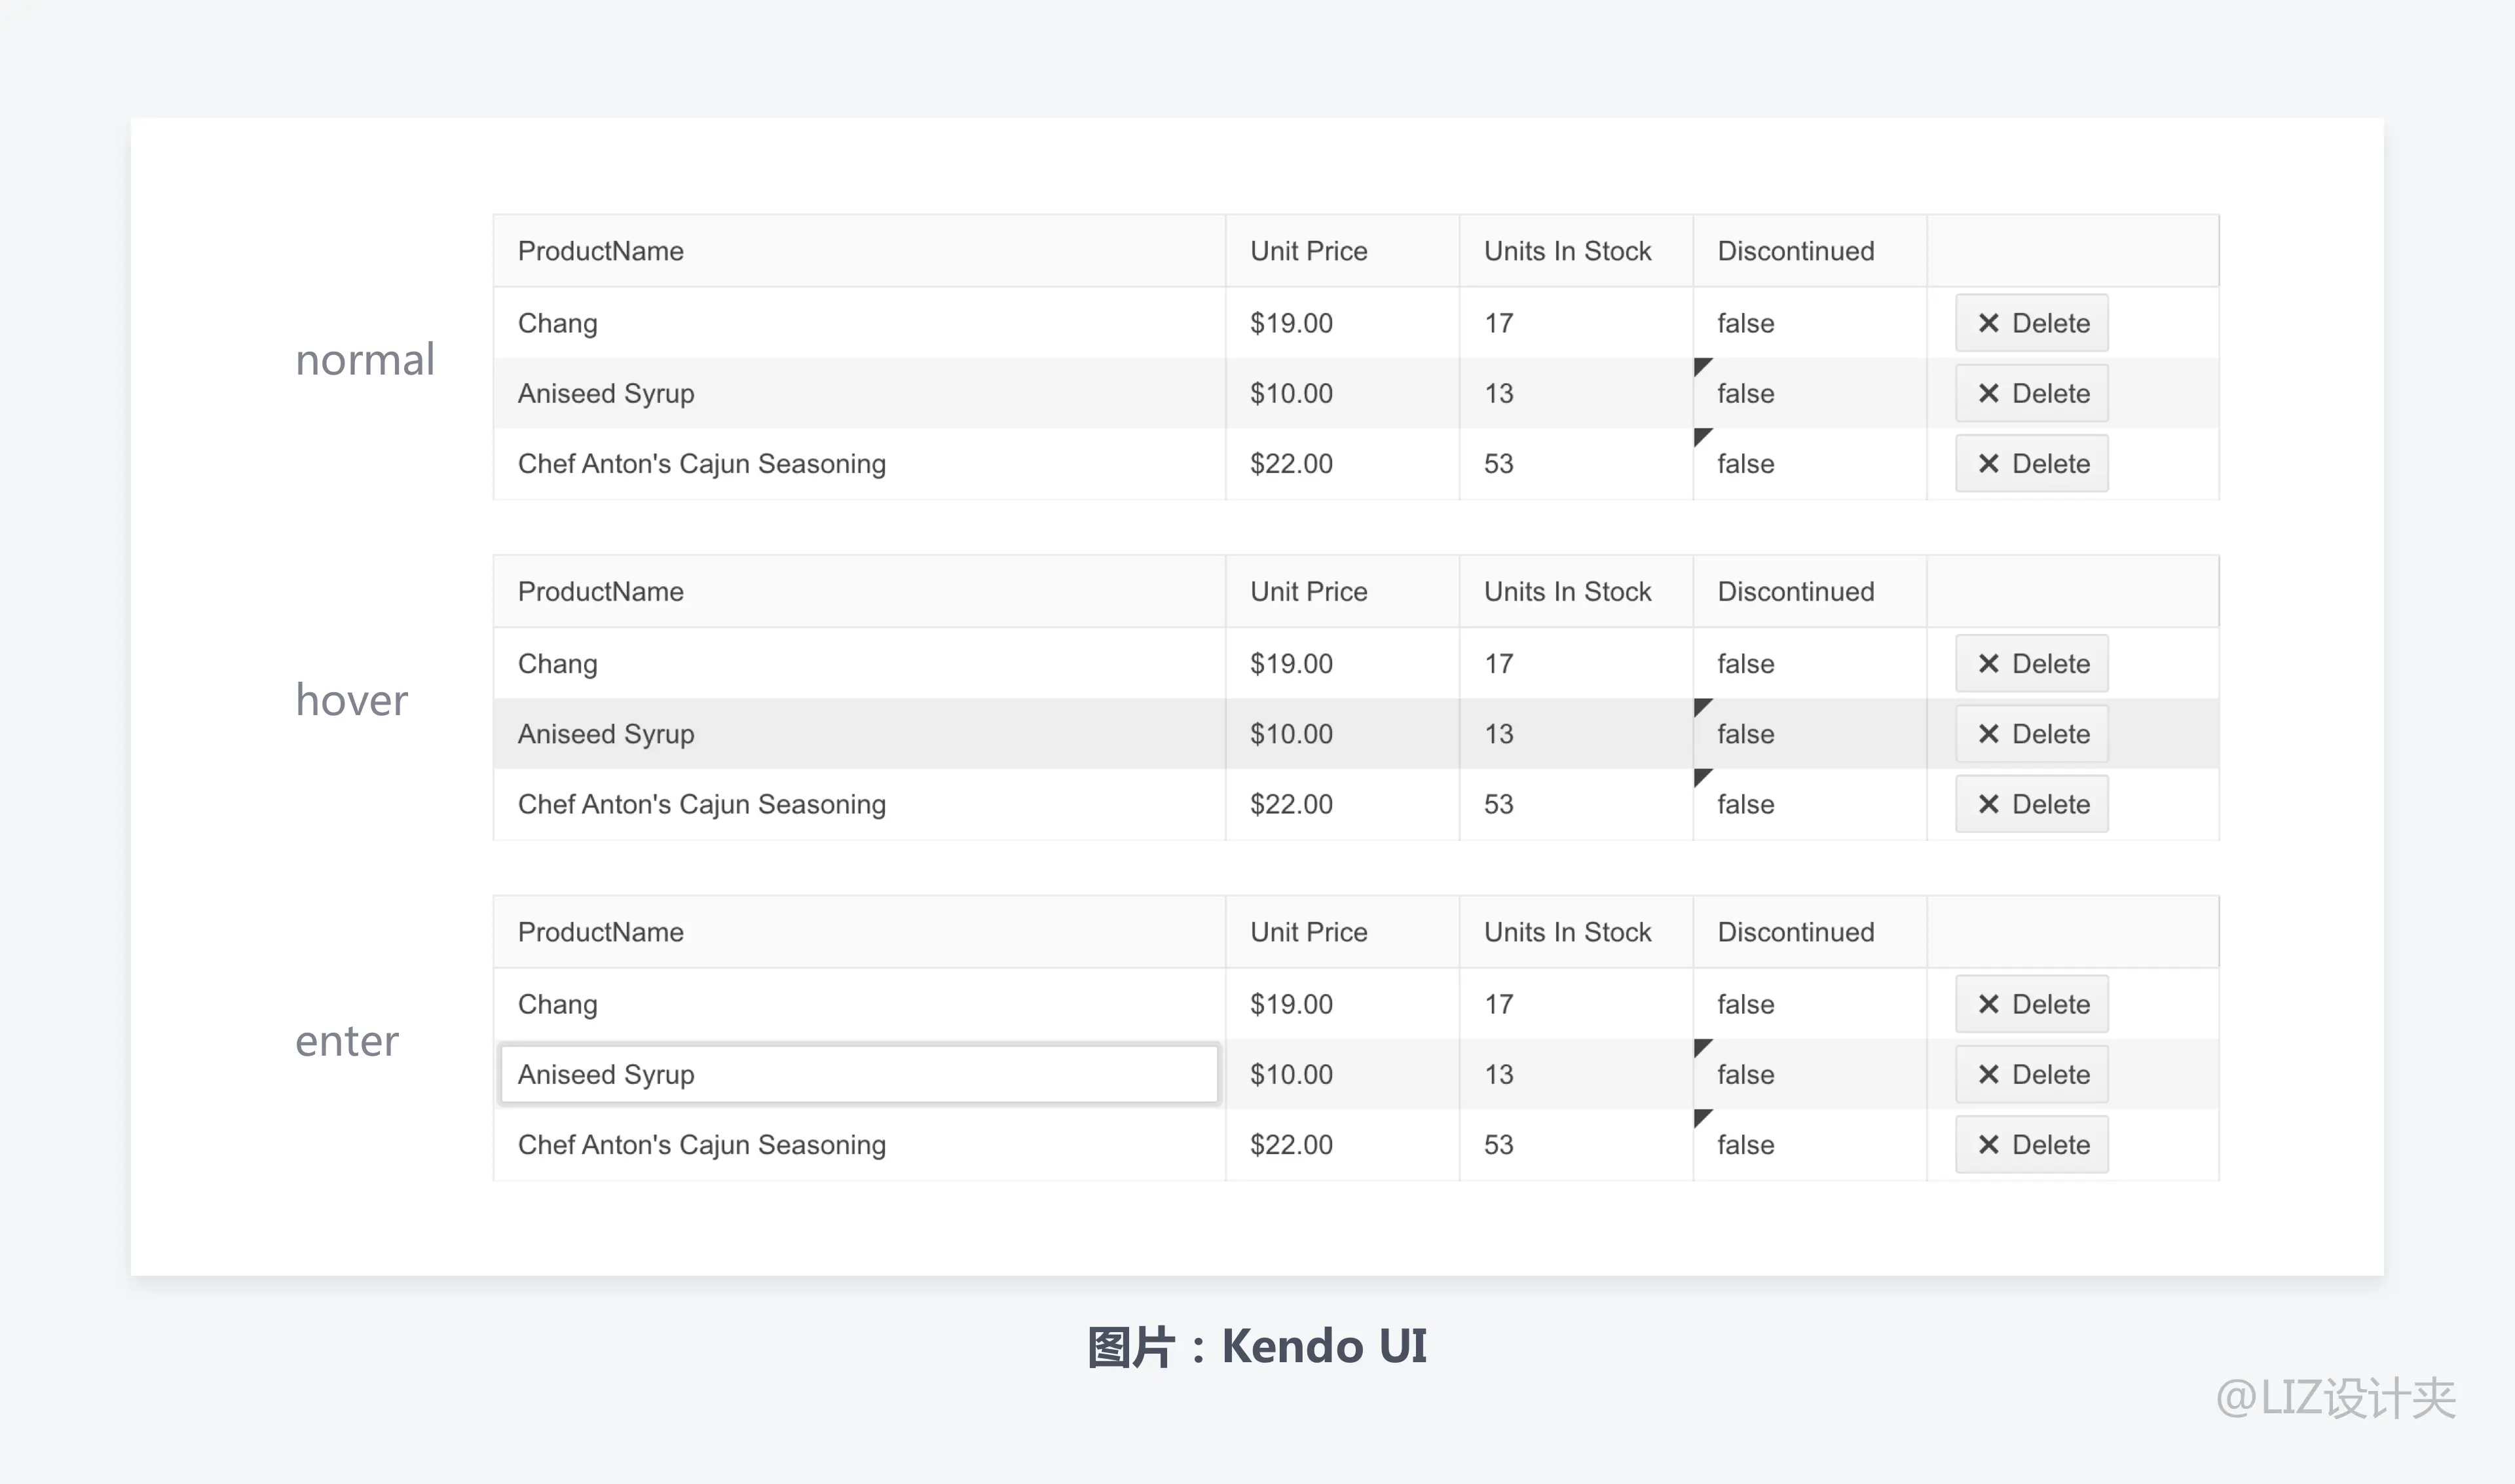 ProductName Unit Price Units In Stock Discontinued
Chang $19.00 17 false Delete
normal
Aniseed Syrup $10.00 13 false Delete
Chef Anton's Cajun Seasoning $22.00 53 false Delete
ProductName Unit Price Units In Stock Discontinued
Chang $19.00 17 false Delete
hover
Aniseed Syrup $10.00 13 false Delete
Chef Anton's Cajun Seasoning $22.00 53 false Delete
ProductName Unit Price Units In Stock Discontinued
Chang $19.00 17 false Delete
enter
Aniseed Syrup $10.00 13 false Delete
Chef Anton's Cajun Seasoning $22.00 53 false Delete
图片：Kendo UI
@LIZ设计夹